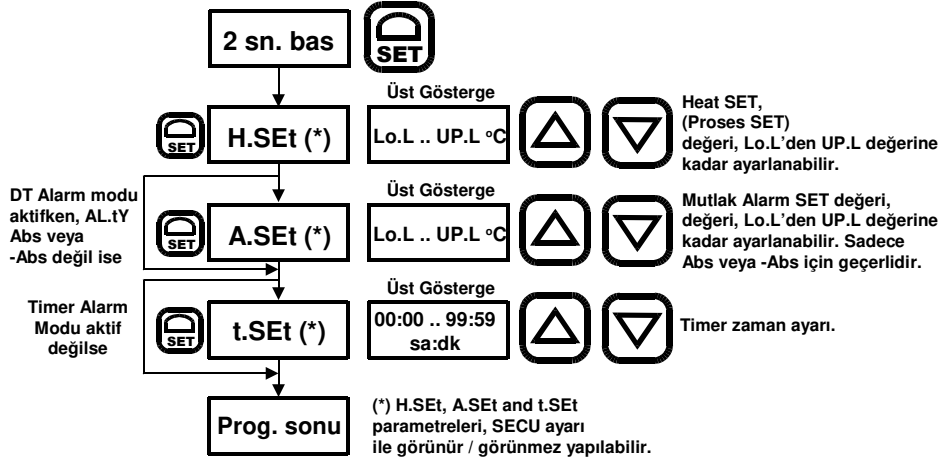 2 sn. bas
SET
Üst Gösterge
SET
H.SEt (*)
Lo.L .. UP.L °C
Heat SET,
(Proses SET)
değeri, Lo.L'den UP.L değerine
kadar ayarlanabilir.
DT Alarm modu
aktifken, AL.tY
Abs veya
-Abs değil ise
Üst Gösterge
SET
A.SEt (*)
Lo.L .. UP.L °C
Mutlak Alarm SET değeri,
değeri, Lo.L'den UP.L değerine
kadar ayarlanabilir. Sadece
Abs veya -Abs için geçerlidir.
Timer Alarm
Modu aktif
değilse
Üst Gösterge
SET
t.SEt (*)
00:00 .. 99:59
sa:dk
Timer zaman ayarı.
Prog. sonu
(*) H.SEt, A.SEt and t.SEt
parametreleri, SECU ayarı
ile görünür / görünmez yapılabilir.